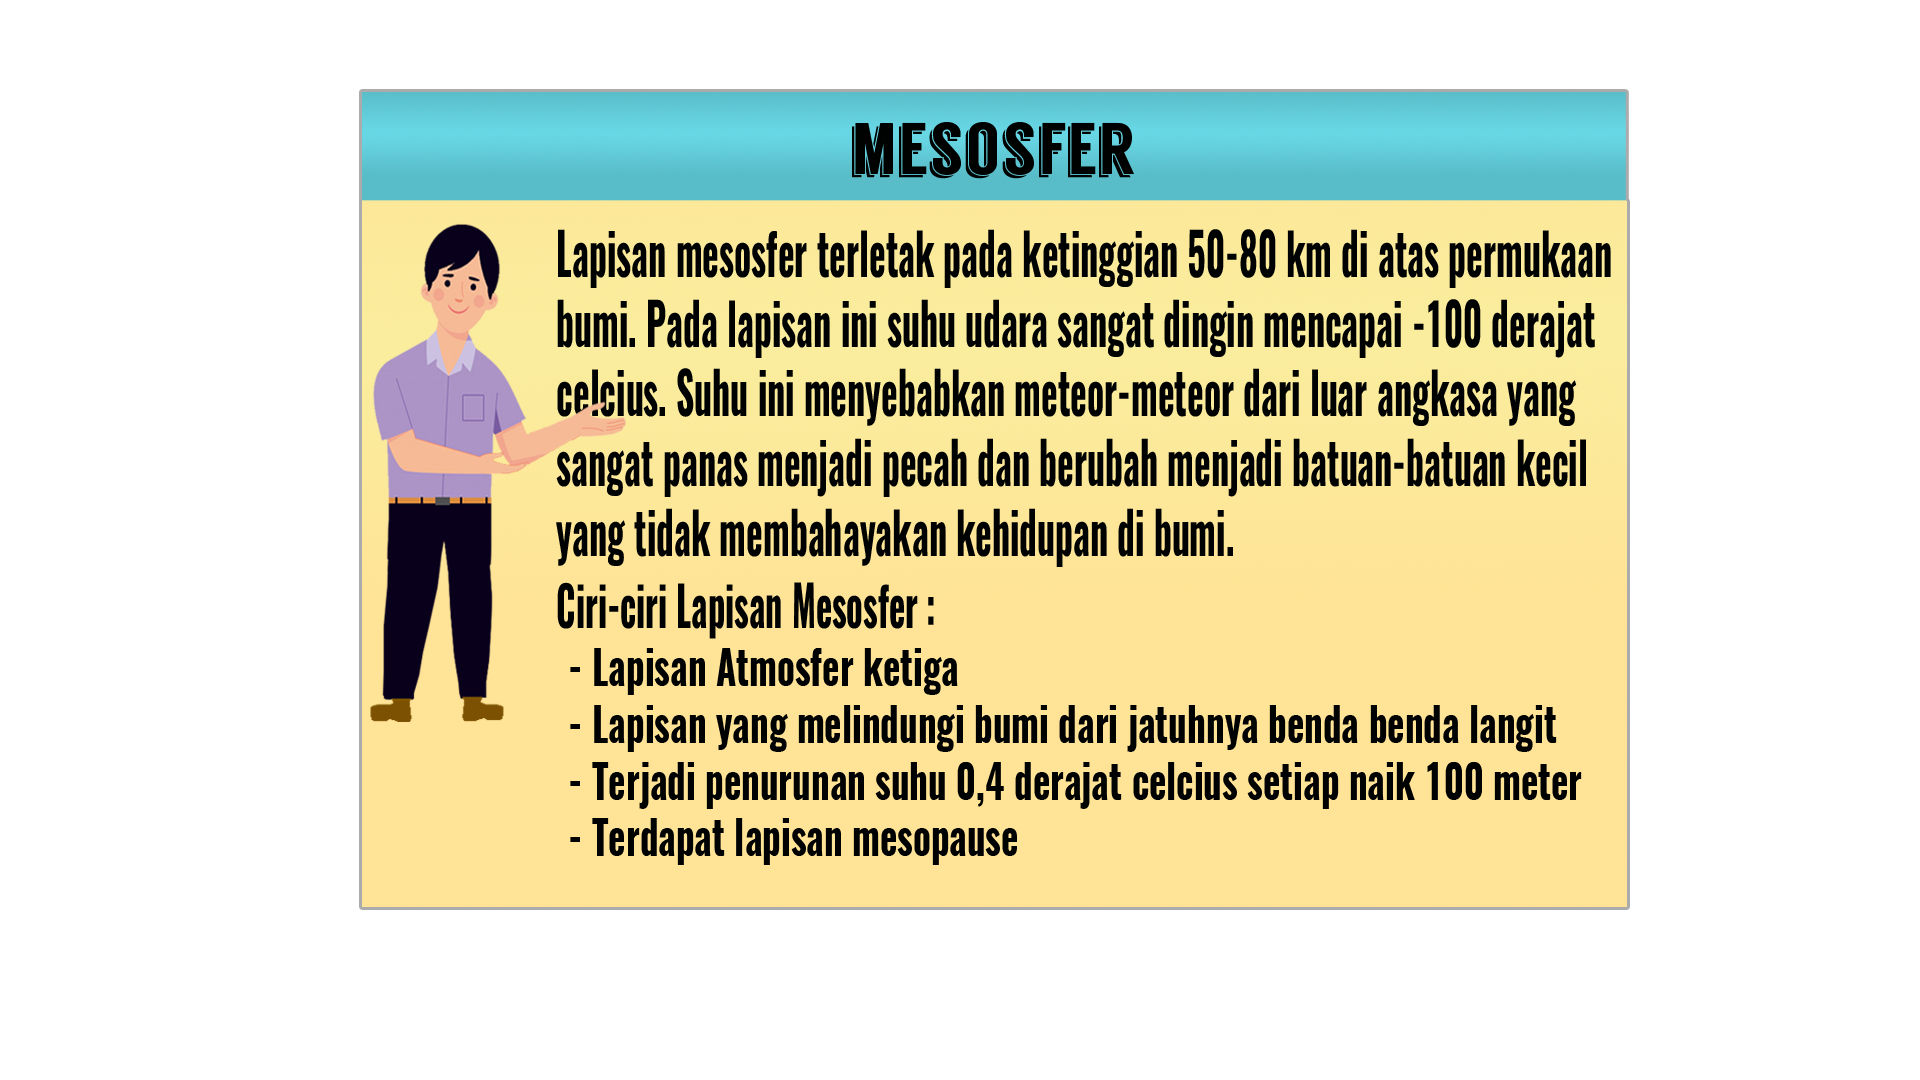 MESOSFER
Lapisan mesosfer terletak pada ketinggian 50-80 km di atas permukaan
bumi. Pada lapisan ini suhu udara sangat dingin mencapai -100 derajat
celcius. Suhu ini menyebabkan meteor-meteor dari luar angkasa yang
sangat panas menjadi pecah dan berubah menjadi batuan-batuan kecil
yang tidak membahayakan kehidupan di bumi.
Ciri-ciri Lapisan Mesosfer :
- Lapisan Atmosfer ketiga
- Lapisan yang melindungi bumi dari jatuhnya benda benda langit
- Terjadi penurunan suhu 0,4 derajat celcius setiap naik 100 meter
- Terdapat lapisan mesopause